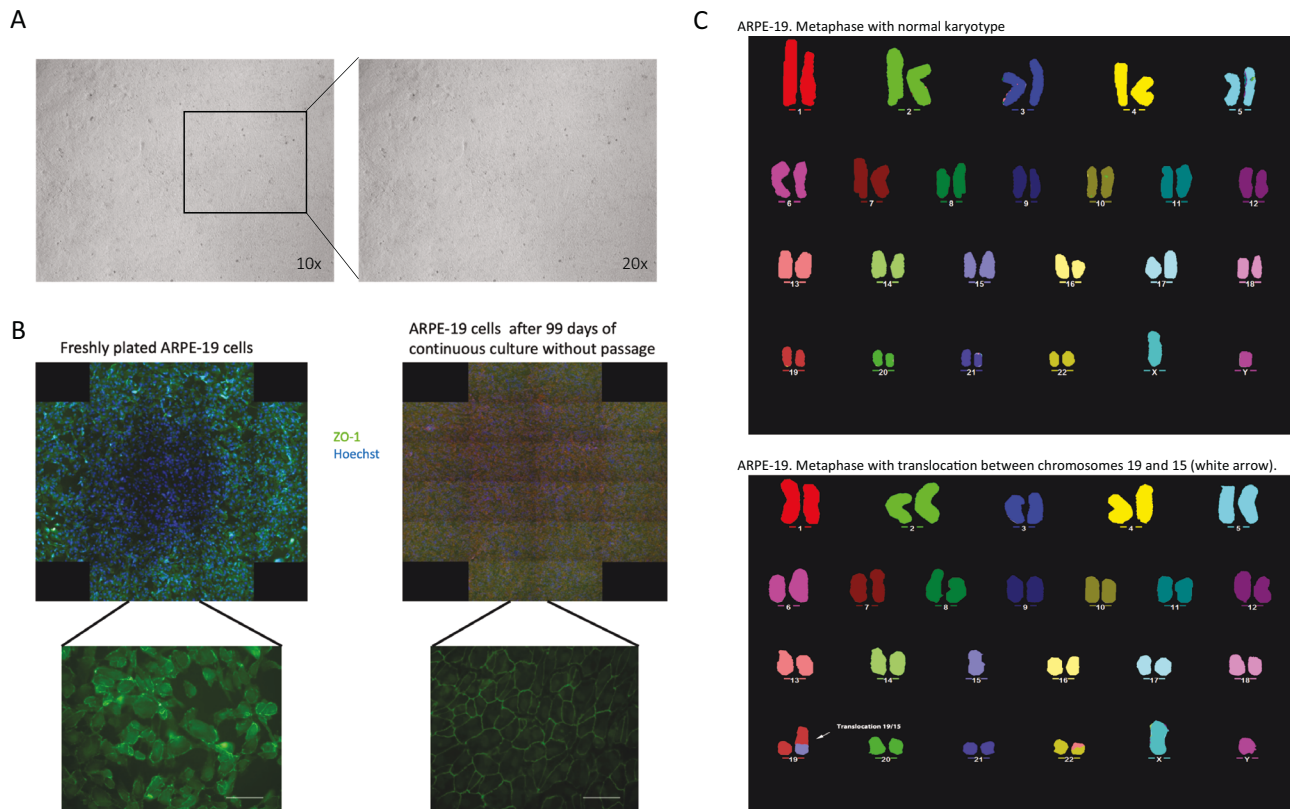 A
10x
20x
B
Freshly plated ARPE-19 cells
ARPE-19 cells after 99 days of
continuous culture without passage
ZO-1
Hoechst
C
ARPE-19. Metaphase with normal karyotype
1 2 3 4 5
6 7 8 9 10 11 12
13 14 15 16 17 18
19 20 21 22 X Y
ARPE-19. Metaphase with translocation between chromosomes 19 and 15 (white arrow).
1 2 3 4 5
6 7 8 9 10 11 12
13 14 15 16 17 18
Translocation 19/15
19 20 21 22 X Y